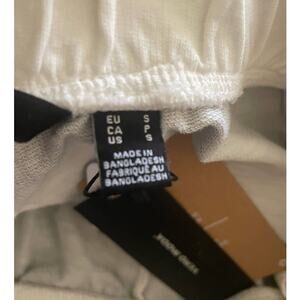 EU S
CA P
US S
MADE IN
BANGLADESH
FABRIQUÉ AU
BANGLADESH
VERO MODA